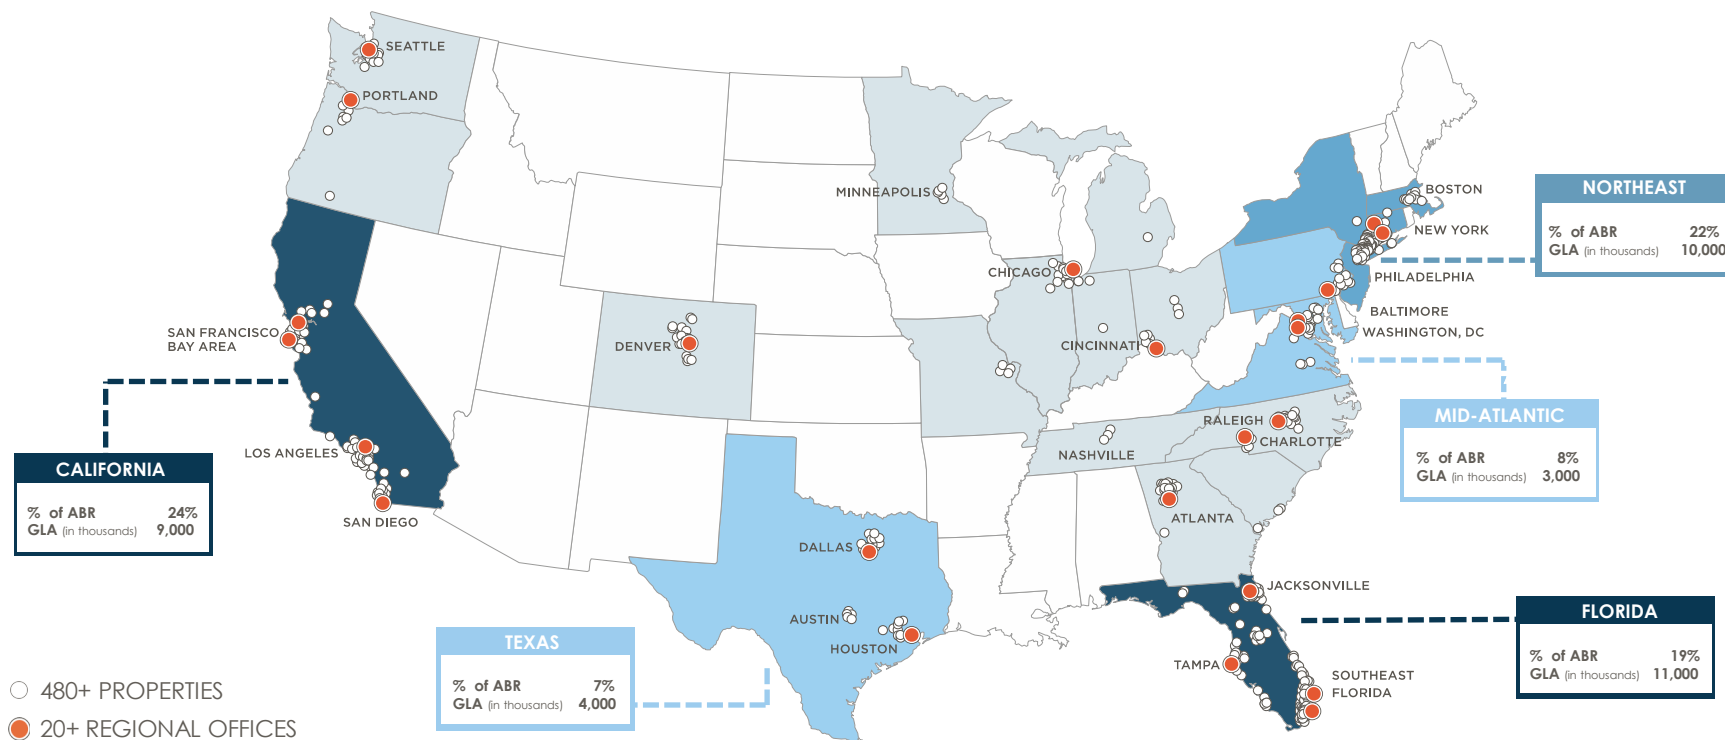 SEATTLE
PORTLAND
MINNEAPOLIS
BOSTON
NEW YORK
NORTHEAST
% of ABR 22%
GLA (in thousands) 10,000
CHICAGO
PHILADELPHIA
BALTIMORE
WASHINGTON, DC
SAN FRANCISCO
BAY AREA
DENVER
CINCINNATI
MID-ATLANTIC
% of ABR 8%
GLA (in thousands) 3,000
RALEIGH
CHARLOTTE
NASHVILLE
LOS ANGELES
CALIFORNIA
% of ABR 24%
GLA (in thousands) 9,000
SAN DIEGO
ATLANTA
DALLAS
JACKSONVILLE
FLORIDA
% of ABR 19%
GLA (in thousands) 11,000
AUSTIN
HOUSTON
TEXAS
% of ABR 7%
GLA (in thousands) 4,000
TAMPA
SOUTHEAST
FLORIDA
480+ PROPERTIES
20+ REGIONAL OFFICES